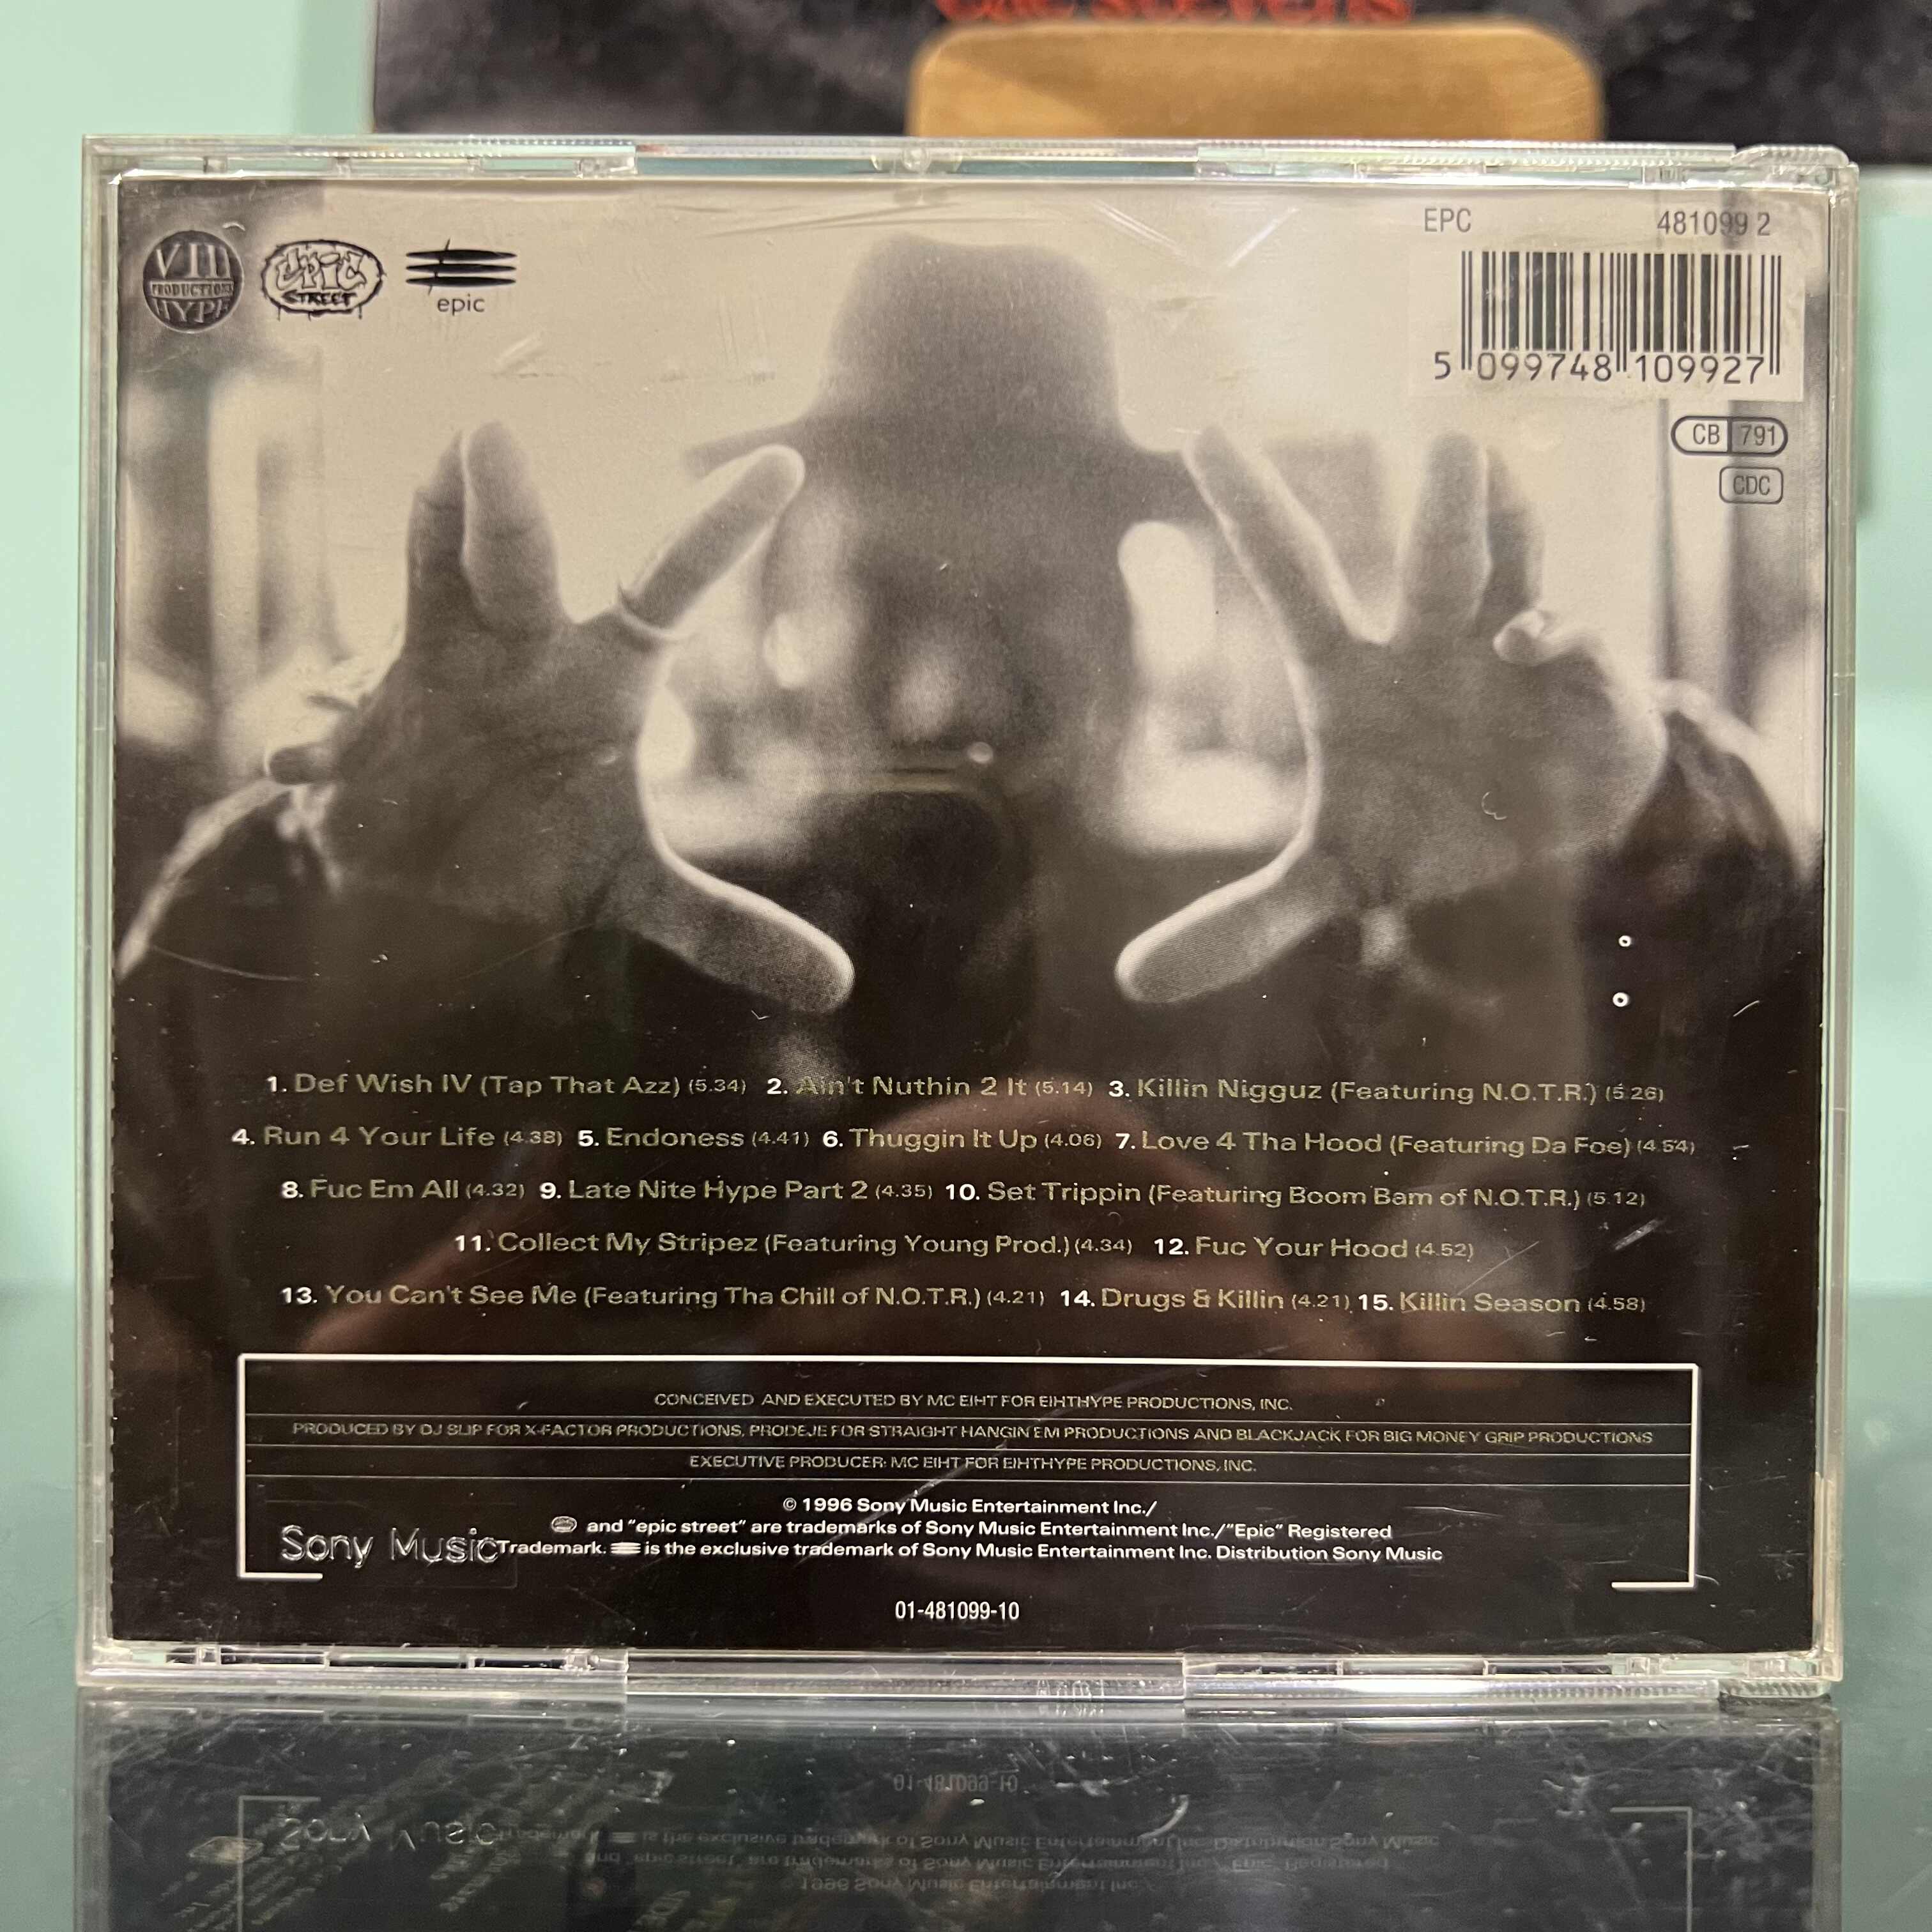 cat stevens
VIII
PRODUCTIONS
HYPE
epic
STREET
epic
EPC 481099 2
5 099748 109927
CB 791
CDC
1. Def Wish IV (Tap That Azz) (5.34) 2. Ain't Nuthin 2 It (5.14) 3. Killin Nigguz (Featuring N.O.T.R.) (5.26)
4. Run 4 Your Life (4.38) 5. Endoness (4.41) 6. Thuggin It Up (4.06) 7. Love 4 Tha Hood (Featuring Da Foe) (4.54)
8. Fuc Em All (4.32) 9. Late Nite Hype Part 2 (4.35) 10. Set Trippin (Featuring Boom Bam of N.O.T.R.) (5.12)
11. Collect My Stripez (Featuring Young Prod.) (4.34) 12. Fuc Your Hood (4.52)
13. You Can't See Me (Featuring Tha Chill of N.O.T.R.) (4.21) 14. Drugs & Killin (4.21) 15. Killin Season (4.58)
CONCEIVED AND EXECUTED BY MC EIHT FOR EIHTHYPE PRODUCTIONS, INC.
PRODUCED BY DJ SLIP FOR X-FACTOR PRODUCTIONS, PRODEJE FOR STRAIGHT HANGIN'EM PRODUCTIONS AND BLACKJACK FOR BIG MONEY GRIP PRODUCTIONS
EXECUTIVE PRODUCER: MC EIHT FOR EIHTHYPE PRODUCTIONS, INC.
© 1996 Sony Music Entertainment Inc./
and "epic street" are trademarks of Sony Music Entertainment Inc./"Epic" Registered
Trademark. is the exclusive trademark of Sony Music Entertainment Inc. Distribution Sony Music
Sony Music
01-481099-10